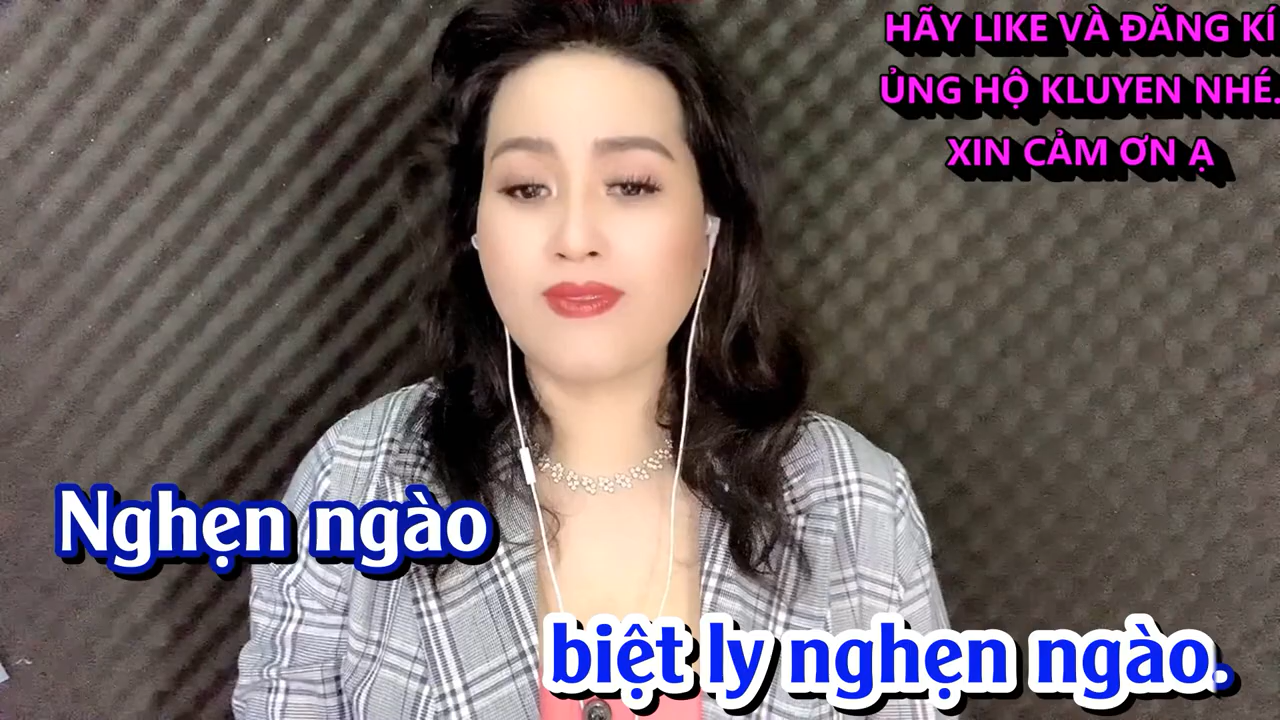 HÃY LIKE VÀ ĐĂNG KÍ
ỦNG HỘ KLUYEN NHÉ.
XIN CẢM ƠN Ạ
Nghẹn ngào
biệt ly nghẹn ngào.